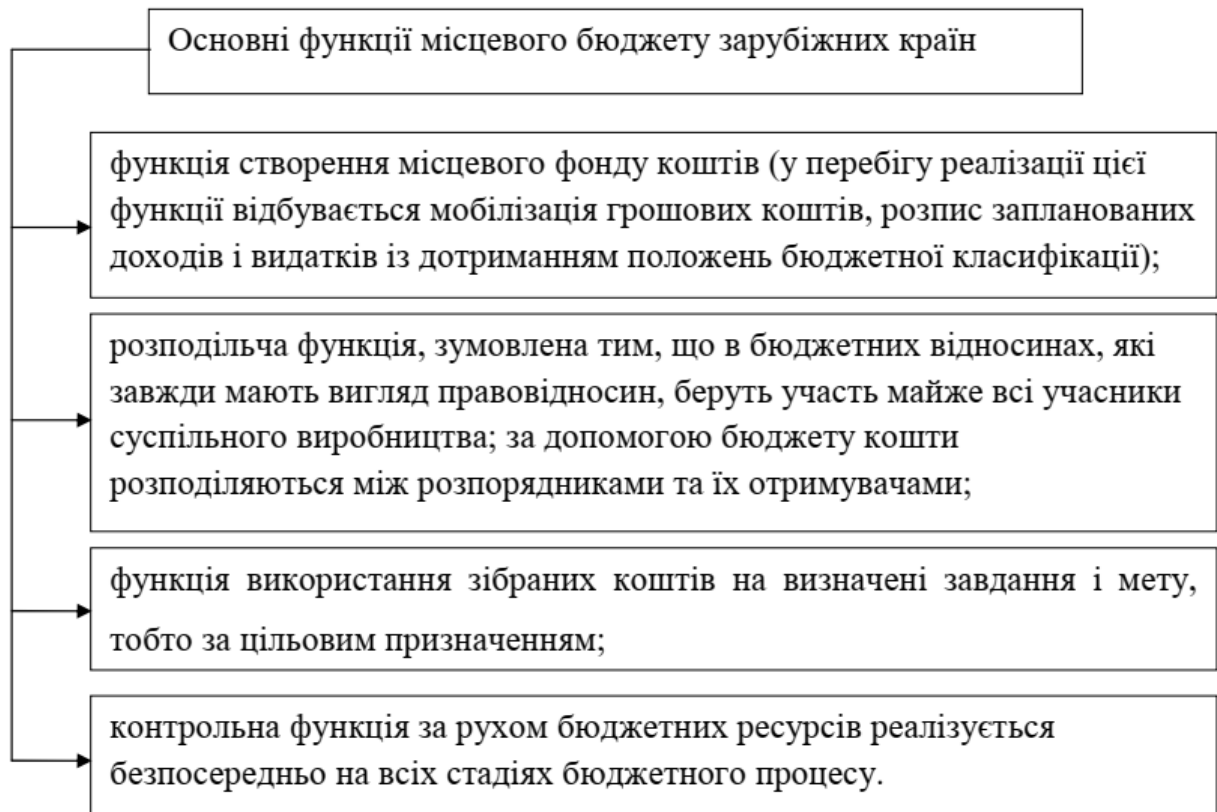 Основні функції місцевого бюджету зарубіжних країн
функція створення місцевого фонду коштів (у перебігу реалізації цієї
функції відбувається мобілізація грошових коштів, розпис запланованих
доходів і видатків із дотриманням положень бюджетної класифікації);
розподільча функція, зумовлена тим, що в бюджетних відносинах, які
завжди мають вигляд правовідносин, беруть участь майже всі учасники
суспільного виробництва; за допомогою бюджету кошти
розподіляються між розпорядниками та їх отримувачами;
функція використання зібраних коштів на визначені завдання і мету,
тобто за цільовим призначенням;
контрольна функція за рухом бюджетних ресурсів реалізується
безпосередньо на всіх стадіях бюджетного процесу.